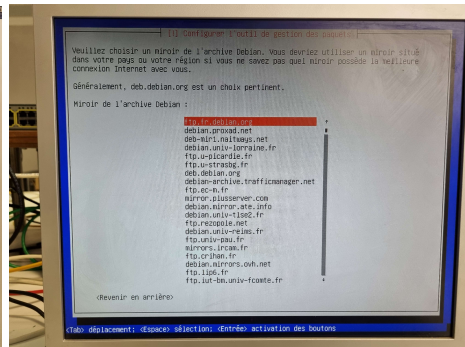 [!] Configurer l'outil de gestion des paquets
Veuillez choisir un miroir de l'archive Debian. Vous devriez utiliser un miroir situé
dans votre pays ou votre région si vous ne savez pas quel miroir possède la meilleure
connexion Internet avec vous.
Généralement, deb.debian.org est un choix pertinent.
Miroir de l'archive Debian :
ftp.fr.debian.org
debian.proxad.net
deb-mir1.naitways.net
debian.univ-lorraine.fr
ftp.u-picardie.fr
ftp.u-strasbg.fr
deb.debian.org
debian-archive.trafficmanager.net
ftp.ec-m.fr
mirror.plusserver.com
debian.mirror.ate.info
debian.univ-tlse2.fr
ftp.rezopole.net
debian.univ-reims.fr
ftp.univ-pau.fr
mirrors.ircam.fr
ftp.crihan.fr
debian.mirrors.ovh.net
ftp.lip6.fr
ftp.iut-bm.univ-fcomte.fr
<Revenir en arrière>
<Tab> déplacement; <Espace> sélection; <Entrée> activation des boutons